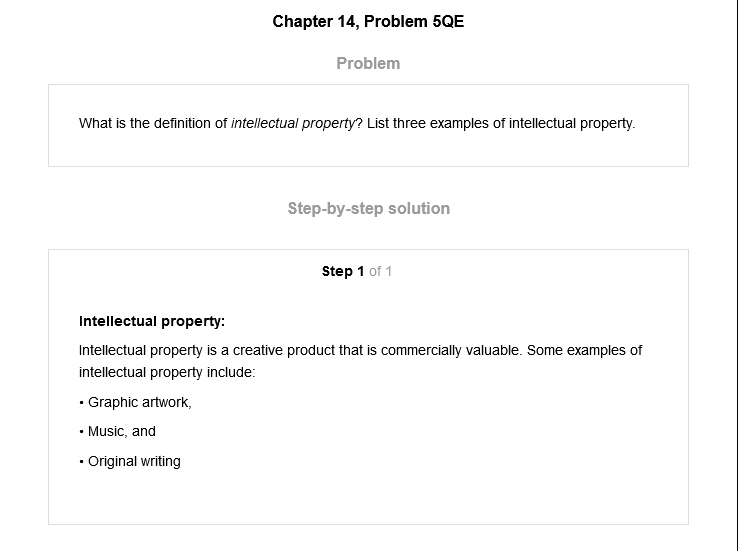 Chapter 14, Problem 5QE
Problem
What is the definition of intellectual property? List three examples of intellectual property.
Step-by-step solution
Step 1 of 1
Intellectual property:
Intellectual property is a creative product that is commercially valuable. Some examples of
intellectual property include:
• Graphic artwork,
• Music, and
• Original writing